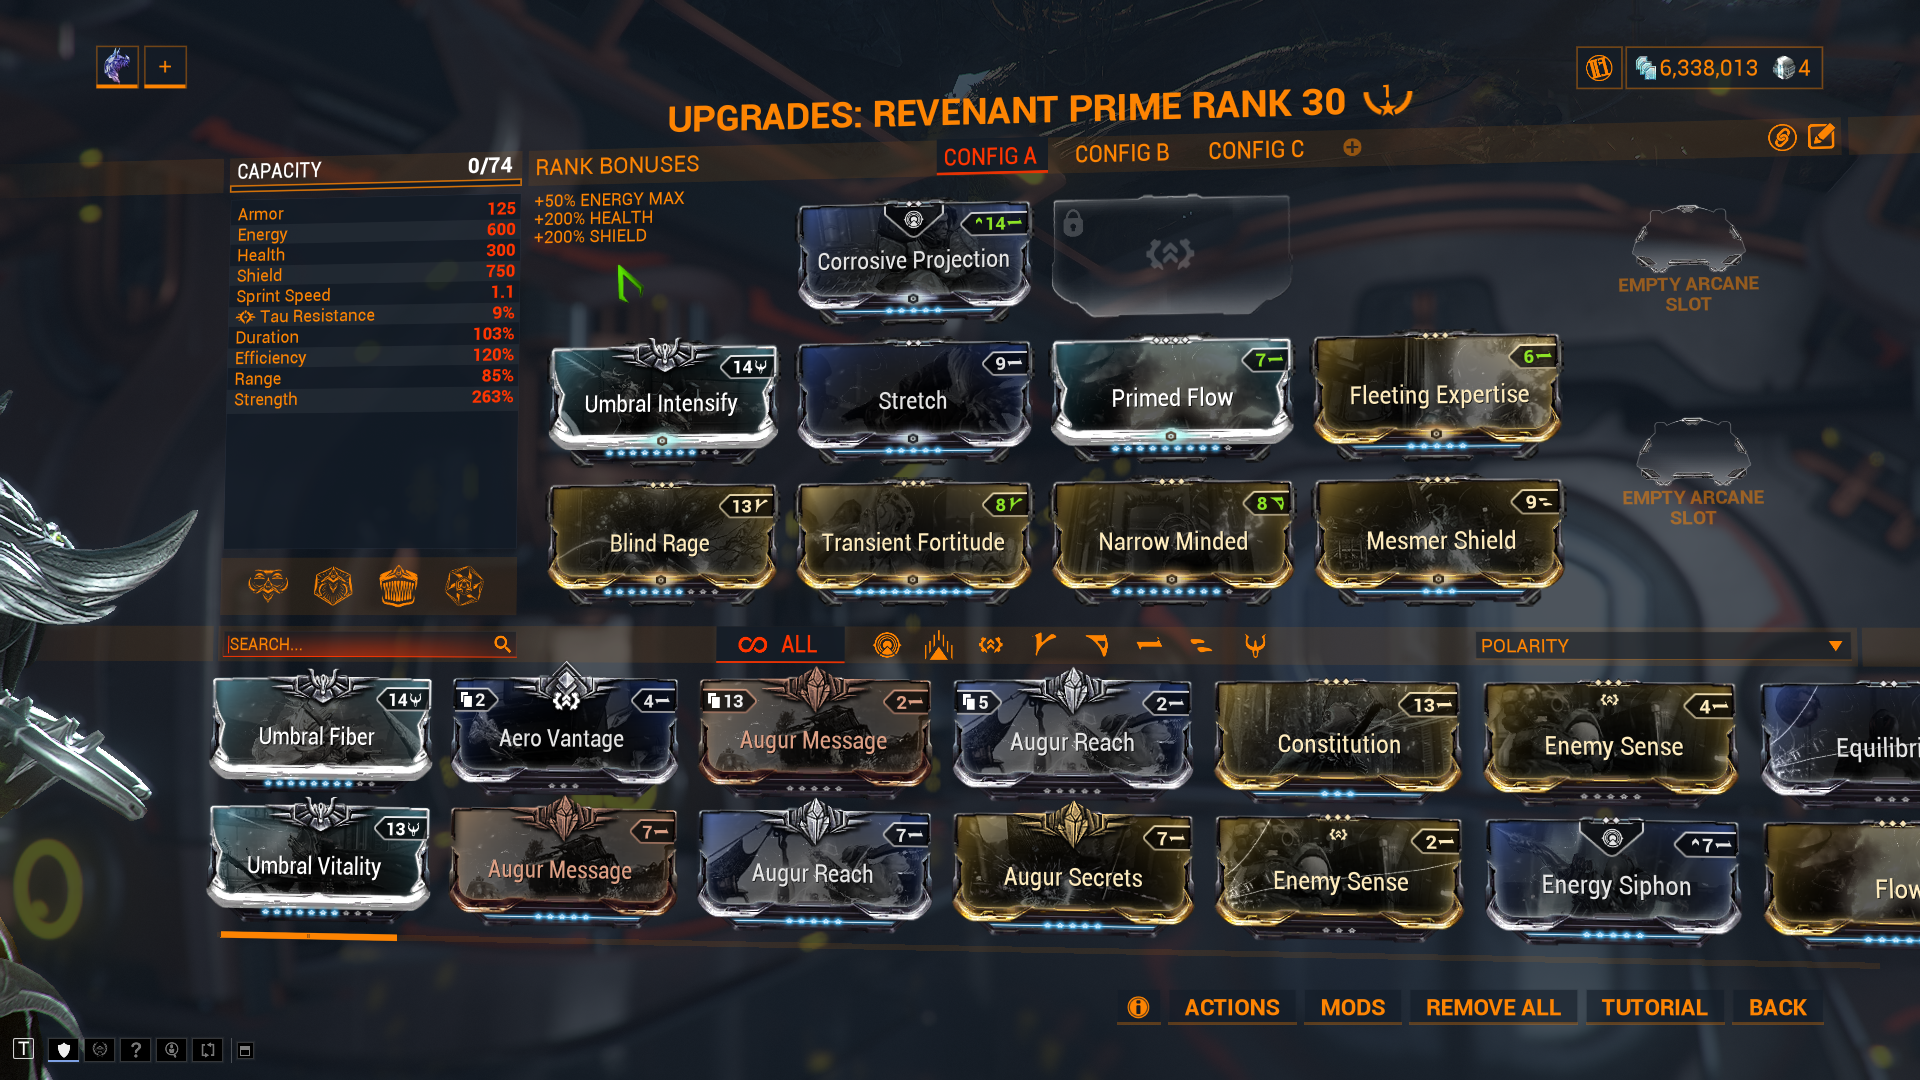 +
6,338,013 4
UPGRADES: REVENANT PRIME RANK 30 1
CAPACITY 0/74
RANK BONUSES
CONFIG A CONFIG B CONFIG C +
Armor 125
Energy 600
Health 300
Shield 750
Sprint Speed 1.1
Tau Resistance 9%
Duration 103%
Efficiency 120%
Range 85%
Strength 263%
+50% ENERGY MAX
+200% HEALTH
+200% SHIELD
14
Corrosive Projection
EMPTY ARCANE
SLOT
14
Umbral Intensify
9
Stretch
7
Primed Flow
6
Fleeting Expertise
EMPTY ARCANE
SLOT
13
Blind Rage
8
Transient Fortitude
8
Narrow Minded
9
Mesmer Shield
SEARCH...
ALL
POLARITY
14
Umbral Fiber
2 4
Aero Vantage
13 2
Augur Message
5 2
Augur Reach
13
Constitution
4
Enemy Sense
Equilibri
13
Umbral Vitality
7
Augur Message
7
Augur Reach
7
Augur Secrets
2
Enemy Sense
7
Energy Siphon
Flow
ACTIONS MODS REMOVE ALL TUTORIAL BACK
T ?